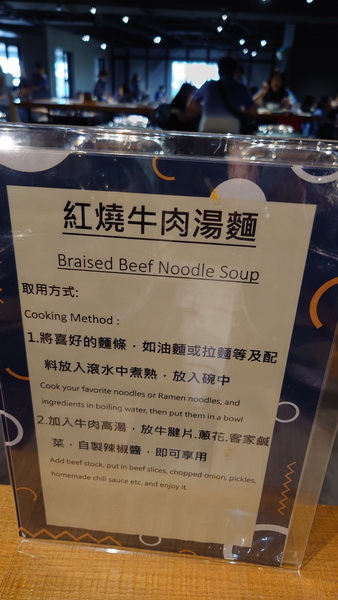 紅燒牛肉湯麵
Braised Beef Noodle Soup
取用方式:
Cooking Method :
1.將喜好的麵條，如油麵或拉麵等及配
料放入滾水中煮熟，放入碗中
Cook your favorite noodles or Ramen noodles, and
ingredients in boiling water, then put them in a bowl
2.加入牛肉高湯，放牛腱片.蔥花.客家鹹
菜，自製辣椒醬，即可享用
Add beef stock, put in beef slices, chopped onion, pickles,
homemade chili sauce etc. and enjoy it.